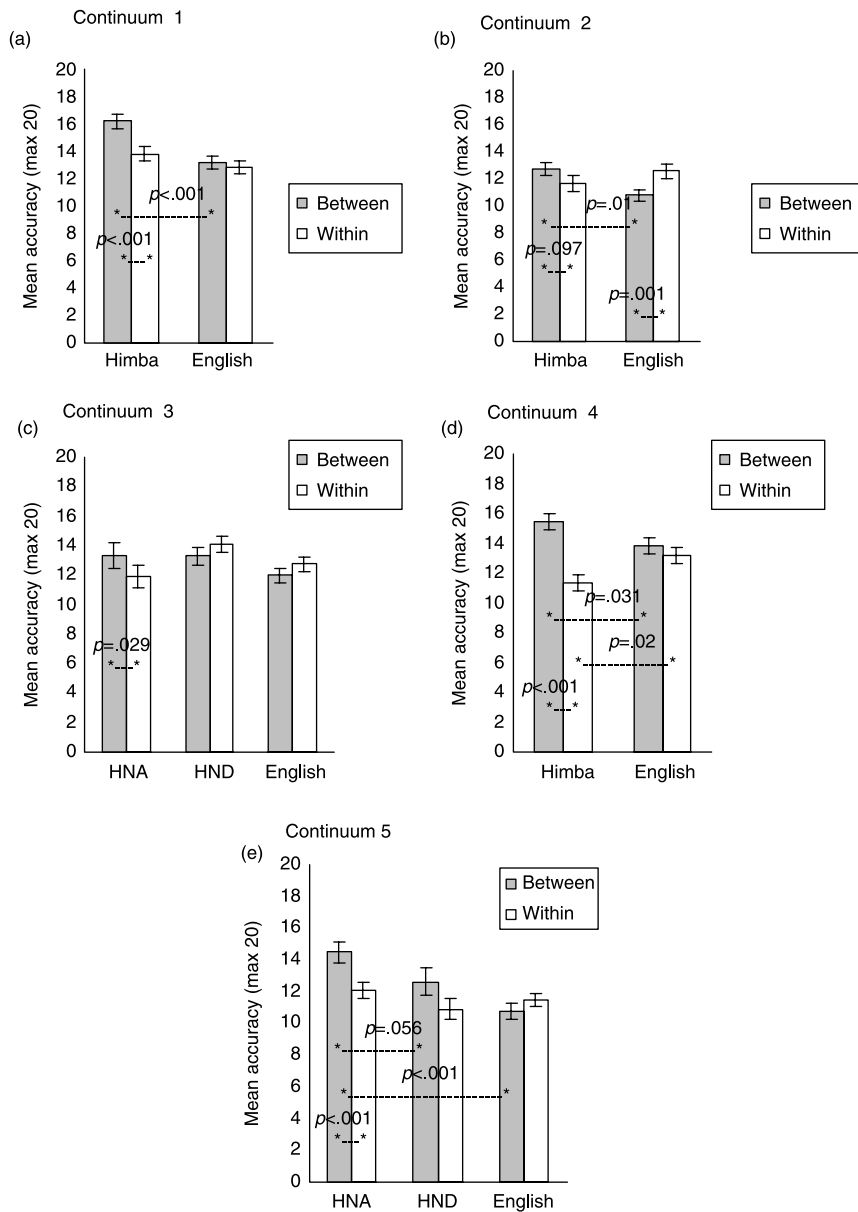 Continuum 1
(a)
20
18
16
14
12
10
8
6
4
2
0
Mean accuracy (max 20)
p<.001
* *
p<.001
* *
Himba English
Between
Within
Continuum 2
(b)
20
18
16
14
12
10
8
6
4
2
0
Mean accuracy (max 20)
p=.01
* *
p=.097
* *
p=.001
* *
Himba English
Between
Within
Continuum 3
(c)
20
18
16
14
12
10
8
6
4
2
0
Mean accuracy (max 20)
p=.029
* *
HNA HND English
Between
Within
Continuum 4
(d)
20
18
16
14
12
10
8
6
4
2
0
Mean accuracy (max 20)
p=.031
* *
p=.02
* *
p<.001
* *
Himba English
Between
Within
Continuum 5
(e)
20
18
16
14
12
10
8
6
4
2
0
Mean accuracy (max 20)
p=.056
* *
p<.001
* *
p<.001
* *
HNA HND English
Between
Within